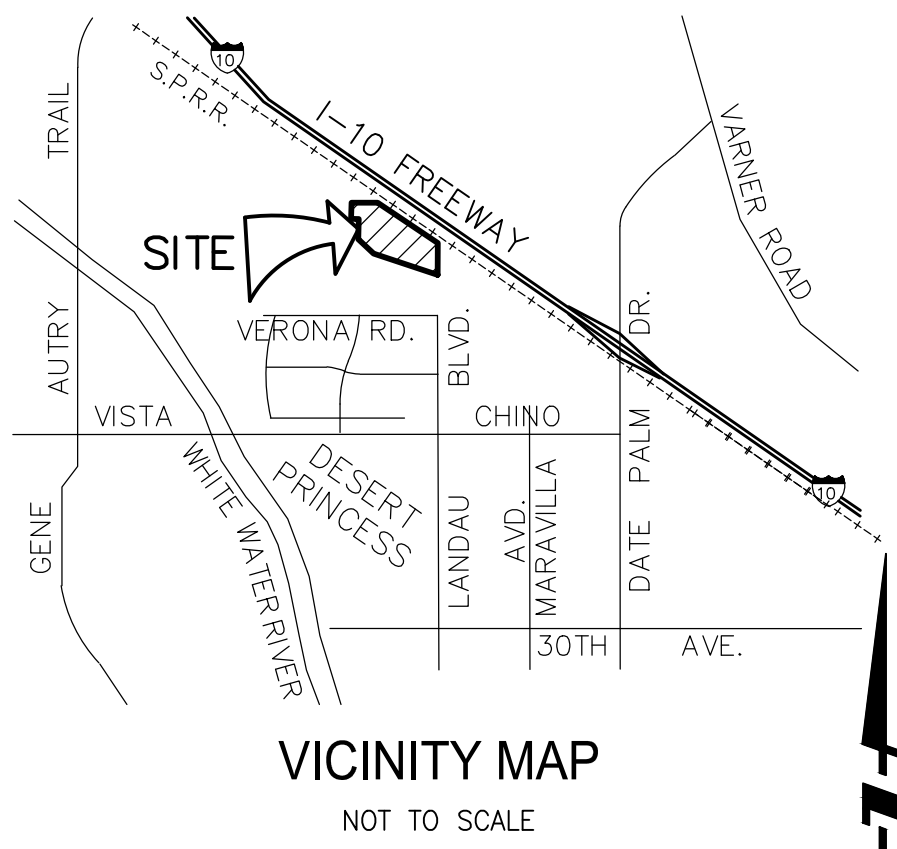 10
S.P.R.R.
I-10 FREEWAY
VARNER ROAD
GENE AUTRY TRAIL
SITE
VERONA RD.
LANDAU BLVD.
DATE PALM DR.
VISTA CHINO
DESERT
PRINCESS
WHITE WATER RIVER
AVD.
MARAVILLA
10
30TH AVE.
VICINITY MAP
NOT TO SCALE